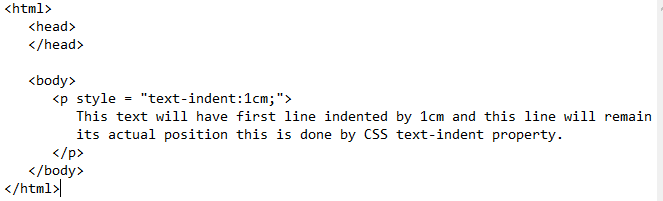 <html>
<head>
</head>
<body>
<p style = "text-indent:1cm;">
This text will have first line indented by 1cm and this line will remain
its actual position this is done by CSS text-indent property.
</p>
</body>
</html>